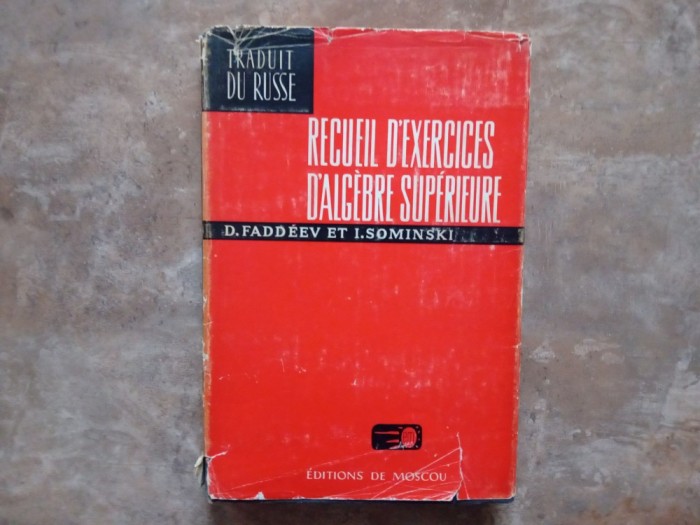 TRADUIT
DU RUSSE
RECUEIL D'EXERCICES
D'ALGÈBRE SUPÉRIEURE
D. FADDÉEV ET I. SOMINSKI
ÉDITIONS DE MOSCOU